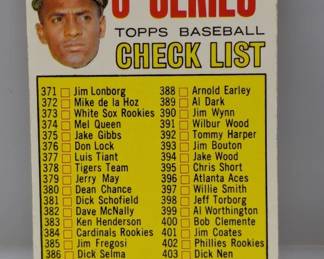 SERIES
TOPPS BASEBALL
CHECK LIST
371 Jim Lonborg
372 Mike de la Hoz
373 White Sox Rookies
374 Mel Queen
375 Jake Gibbs
376 Don Lock
377 Luis Tiant
378 Tigers Team
379 Jerry May
380 Dean Chance
381 Dick Schofield
382 Dave McNally
383 Ken Henderson
384 Cardinals Rookies
385 Jim Fregosi
386 Dick Selma
388 Arnold Earley
389 Al Dark
390 Jim Wynn
391 Wilbur Wood
392 Tommy Harper
393 Jim Bouton
394 Jake Wood
395 Chris Short
396 Atlanta Aces
397 Willie Smith
398 Jeff Torborg
399 Al Worthington
400 Bob Clemente
401 Jim Coates
402 Phillies Rookies
403 Dick Nen